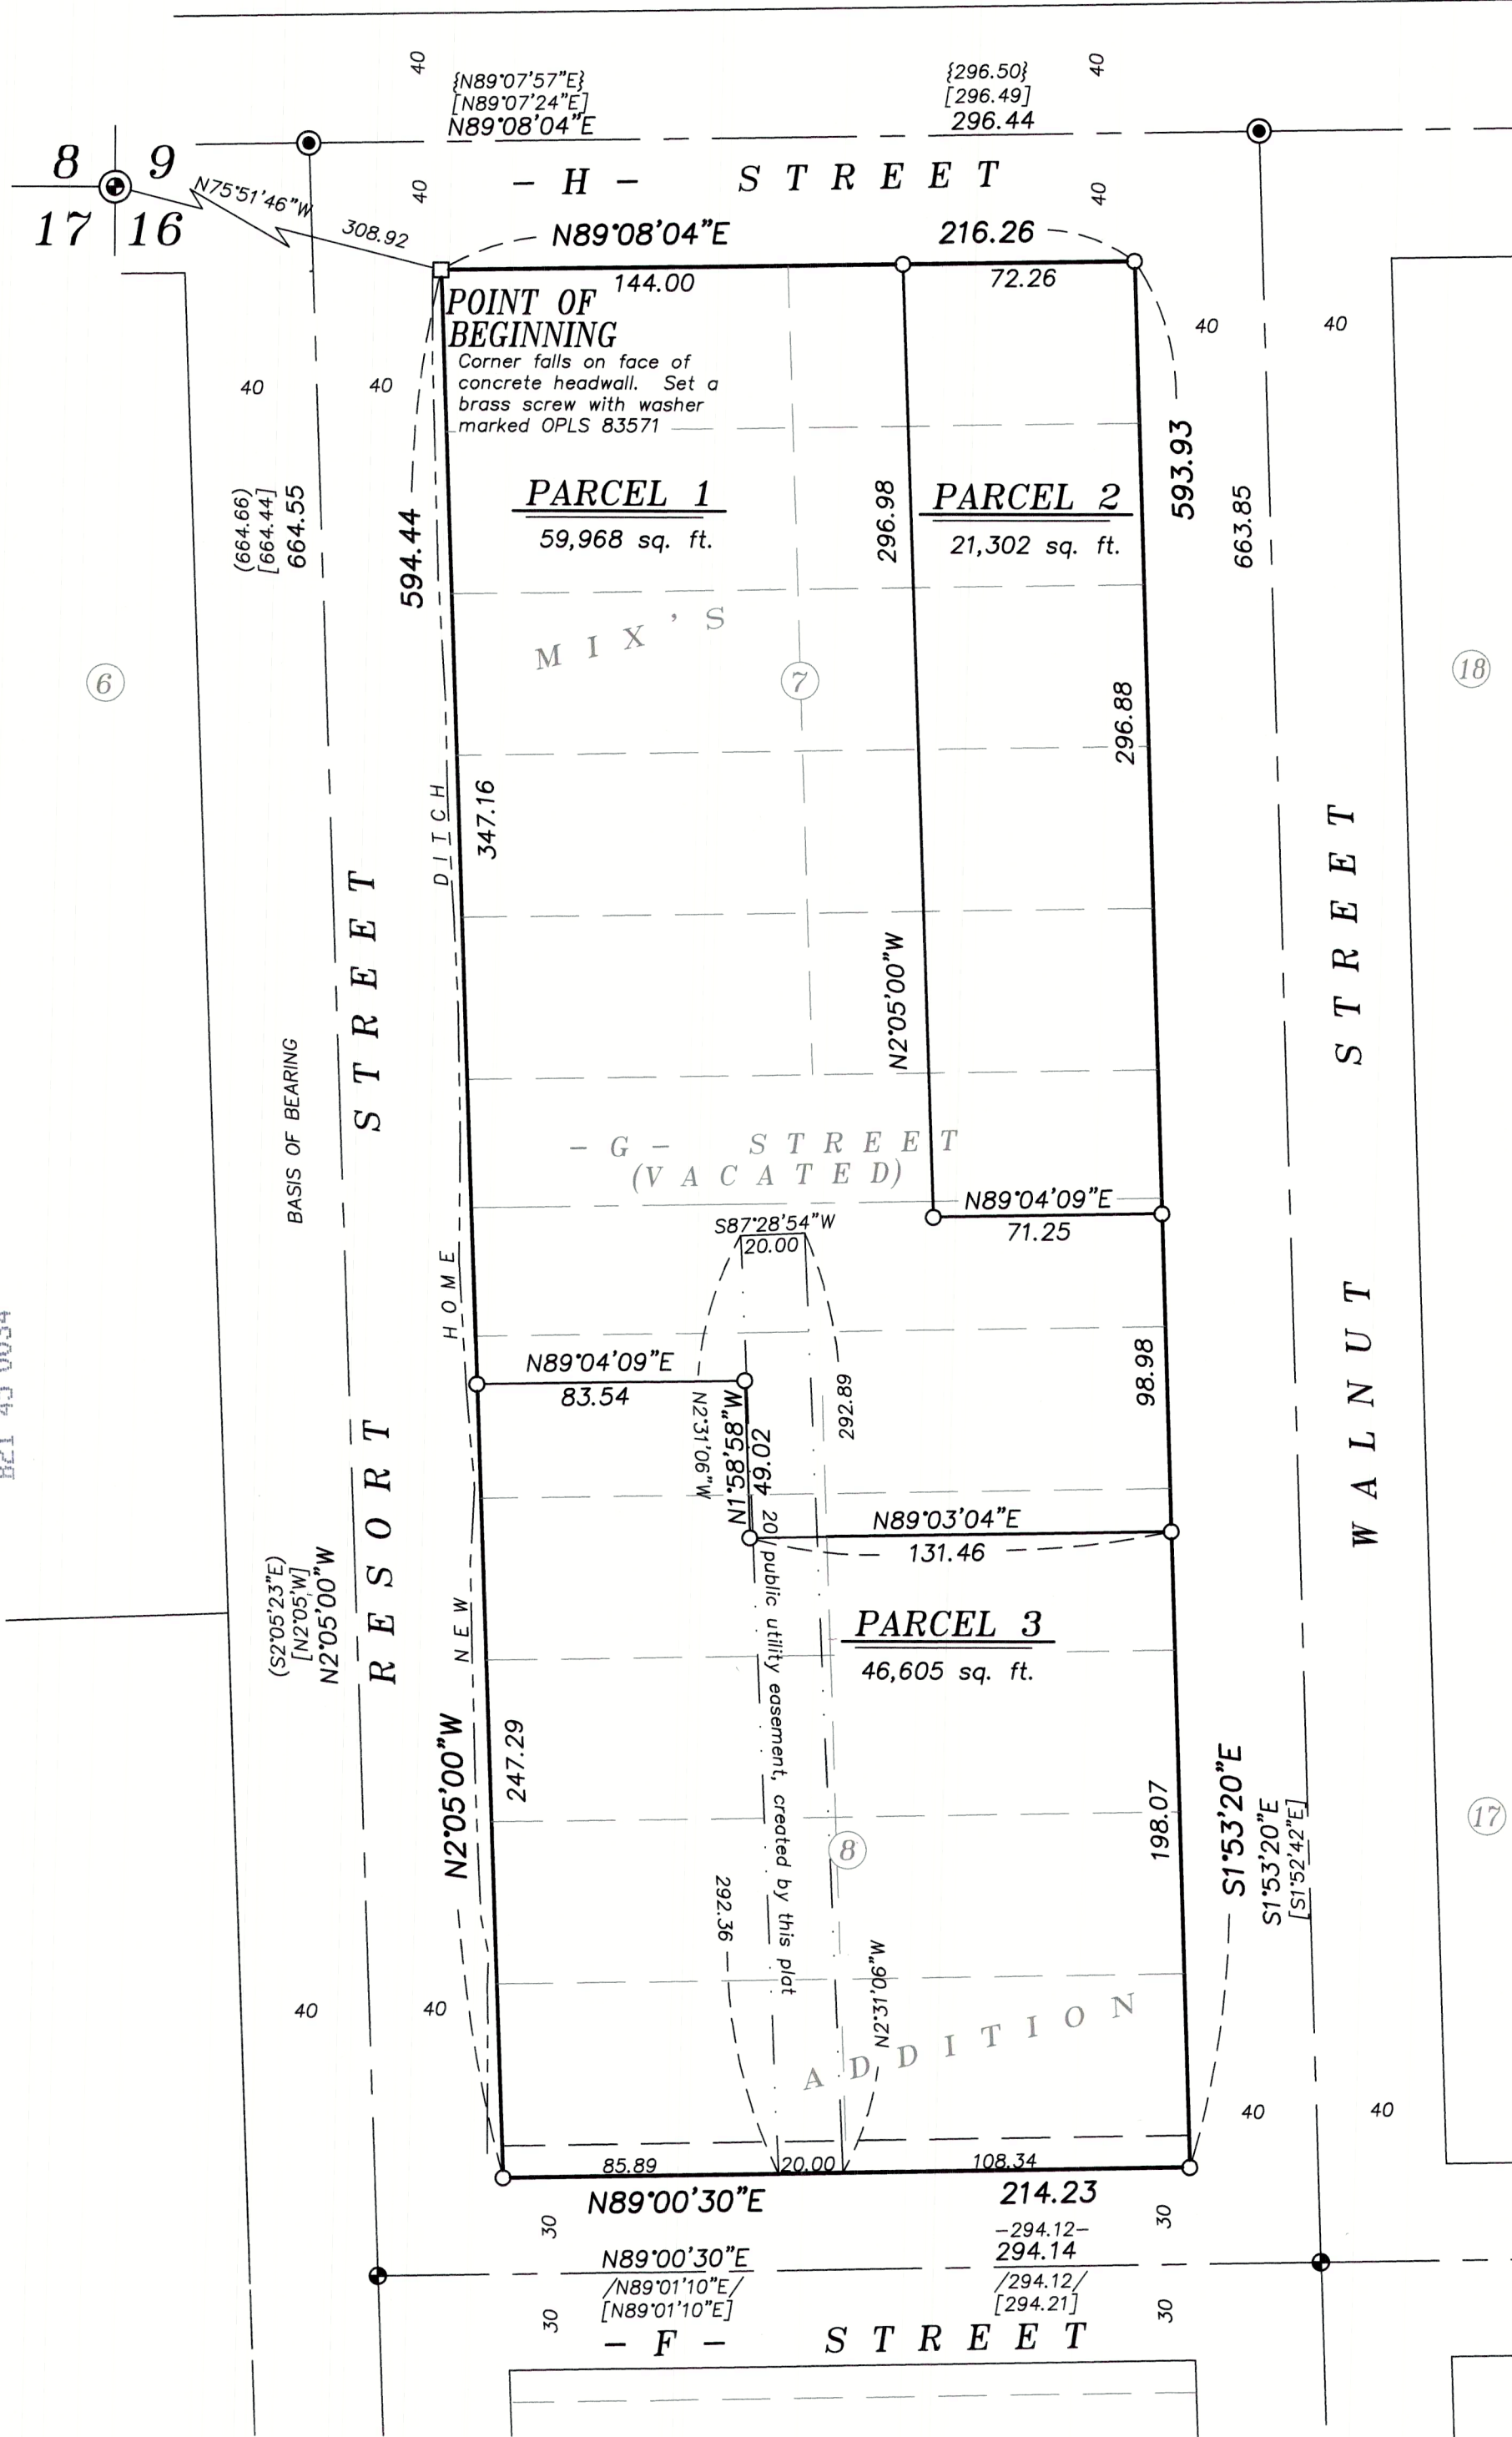 40
40
{N89°07'57"E}
[N89°07'24"E]
N89°08'04"E
{296.50}
[296.49]
296.44
8 9
17 16
N75°51'46"W
308.92
40
- H - STREET
40
N89°08'04"E
216.26
144.00
72.26
POINT OF
BEGINNING
Corner falls on face of
concrete headwall. Set a
brass screw with washer
marked OPLS 83571
40
40
40
40
(664.66)
[664.44]
664.55
594.44
PARCEL 1
59,968 sq. ft.
296.98
PARCEL 2
21,302 sq. ft.
593.93
663.85
MIX'S
6
7
18
296.88
347.16
DITCH
N2°05'00"W
BASIS OF BEARING
RESORT STREET
WALNUT STREET
- G - STREET
(VACATED)
N89°04'09"E
71.25
S87°28'54"W
20.00
HOME
N89°04'09"E
83.54
N2°31'06"W
N1°58'58"W
49.02
292.89
98.98
N89°03'04"E
131.46
20' public utility easement, created by this plat
(S2°05'23"E)
[N2°05'W]
N2°05'00"W
NEW
PARCEL 3
46,605 sq. ft.
N2°05'00"W
247.29
198.07
S1°53'20"E
S1°53'20"E
[S1°52'42"E]
8
17
292.36
N2°31'06"W
ADDITION
40
40
40
40
85.89
20.00
108.34
N89°00'30"E
214.23
30
30
-294.12-
N89°00'30"E
294.14
/N89°01'10"E/
/294.12/
[N89°01'10"E]
[294.21]
30
30
- F - STREET